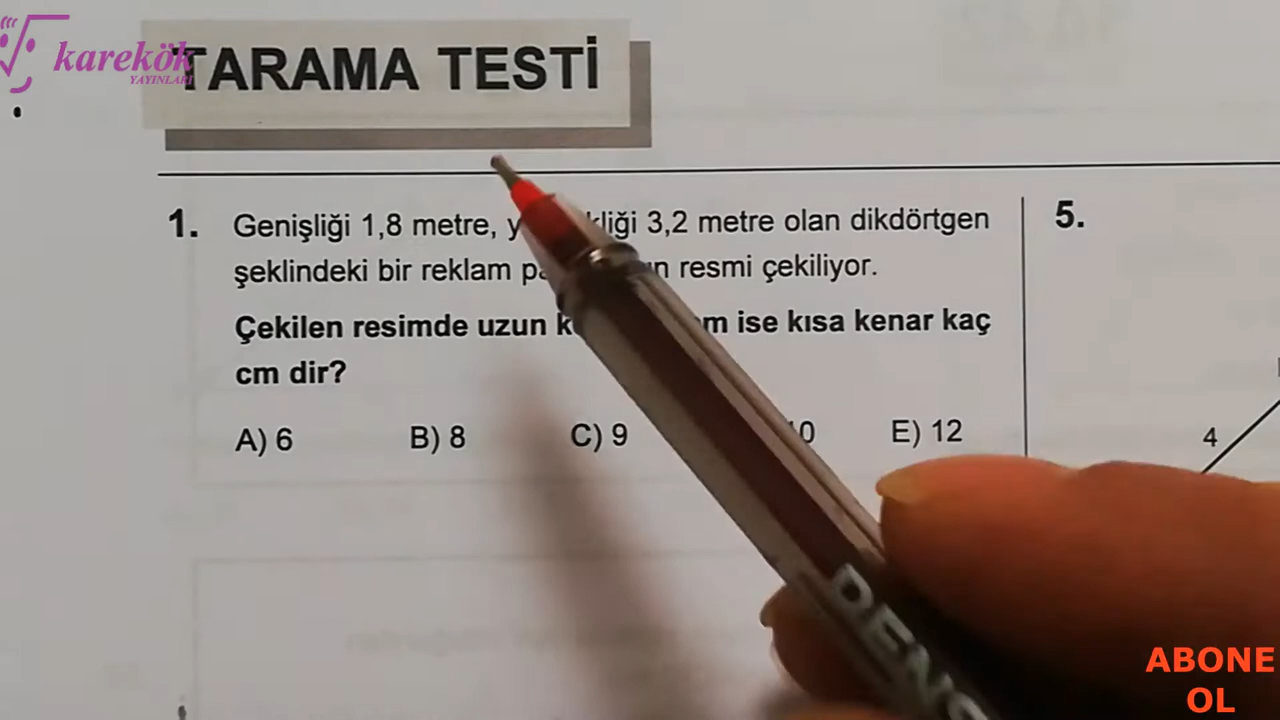 karekök
YAYINLARI
TARAMA TESTİ
1. Genişliği 1,8 metre, 3,2 metre olan dikdörtgen
şeklindeki bir reklam resmi çekiliyor.
Çekilen resimde uzun ise kısa kenar kaç
cm dir?
A) 6 B) 8 C) 9 E) 12
5.
4
DENG
ABONE
OL